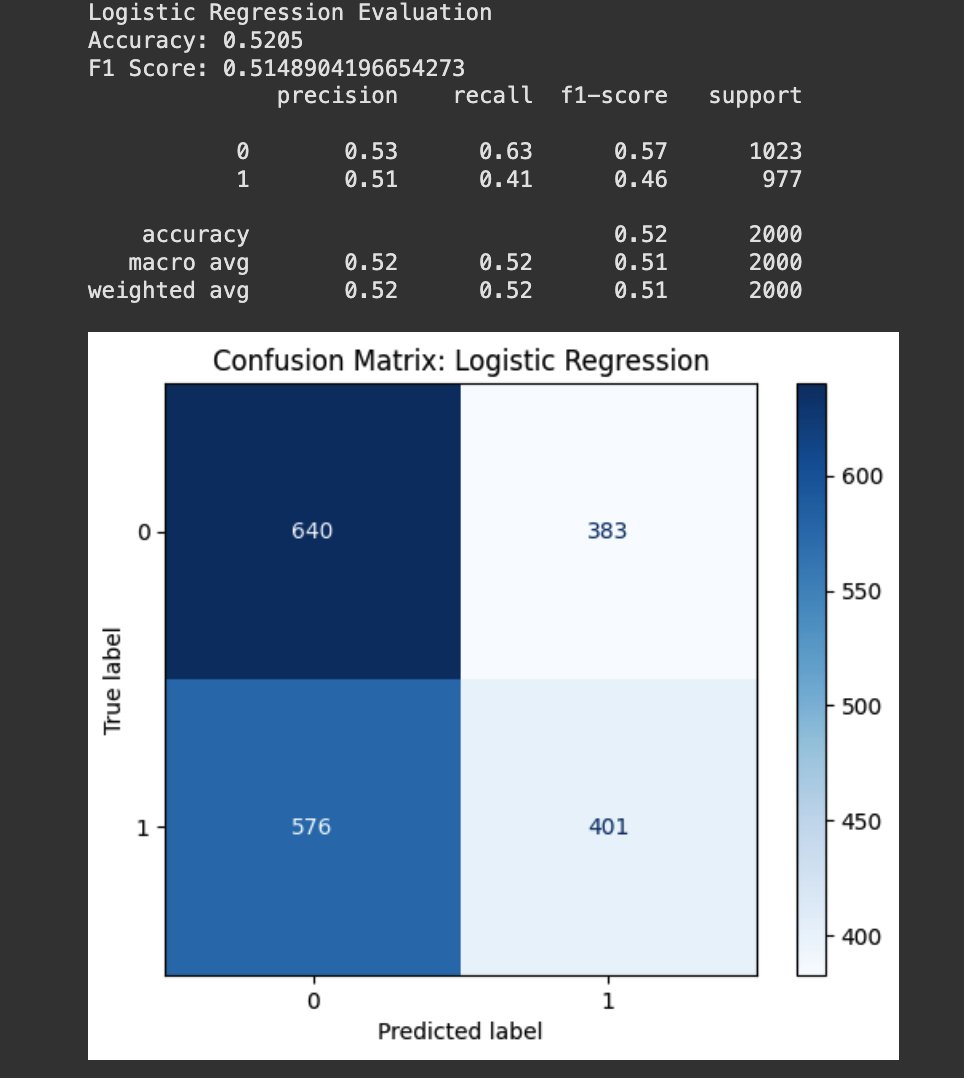 Logistic Regression Evaluation
Accuracy: 0.5205
F1 Score: 0.5148904196654273
precision recall f1-score support
0 0.53 0.63 0.57 1023
1 0.51 0.41 0.46 977
accuracy 0.52 2000
macro avg 0.52 0.52 0.51 2000
weighted avg 0.52 0.52 0.51 2000
Confusion Matrix: Logistic Regression
True label
0
640 383
1
576 401
0 1
Predicted label
600
550
500
450
400